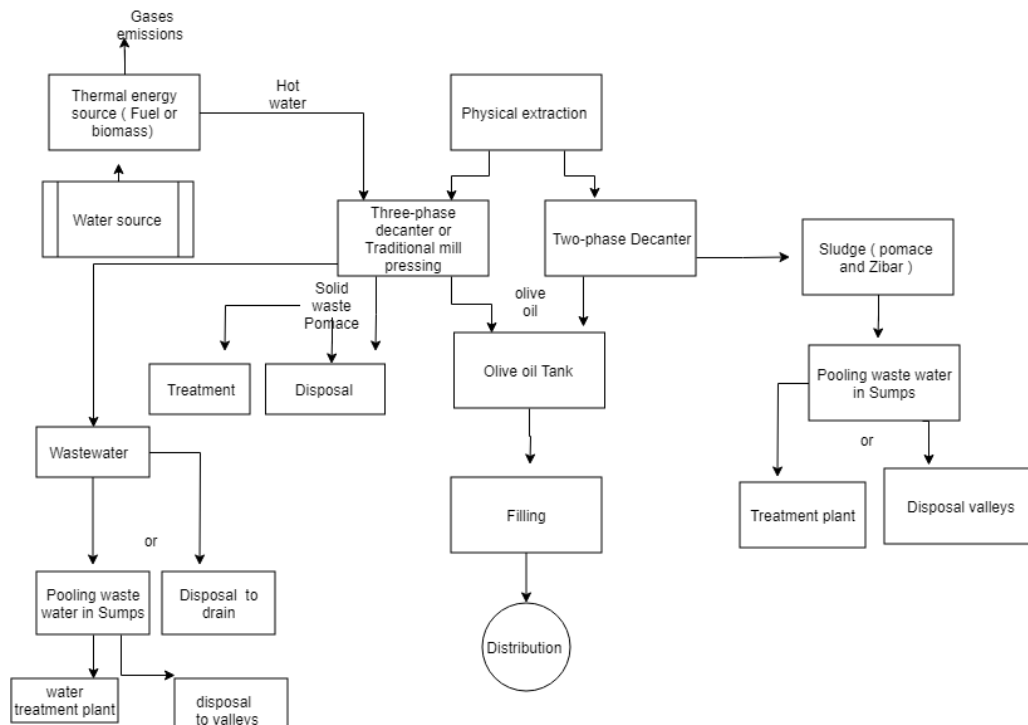 Gases
emissions
Thermal energy
source ( Fuel or
biomass)
Hot
water
Physical extraction
Water source
Three-phase
decanter or
Traditional mill
pressing
Two-phase Decanter
Sludge ( pomace
and Zibar )
Solid
waste
Pomace
olive
oil
Treatment
Disposal
Olive oil Tank
Pooling waste water
in Sumps
or
Wastewater
Filling
Treatment plant
Disposal valleys
or
Pooling waste
water in Sumps
Disposal to
drain
Distribution
water
treatment plant
disposal
to valleys